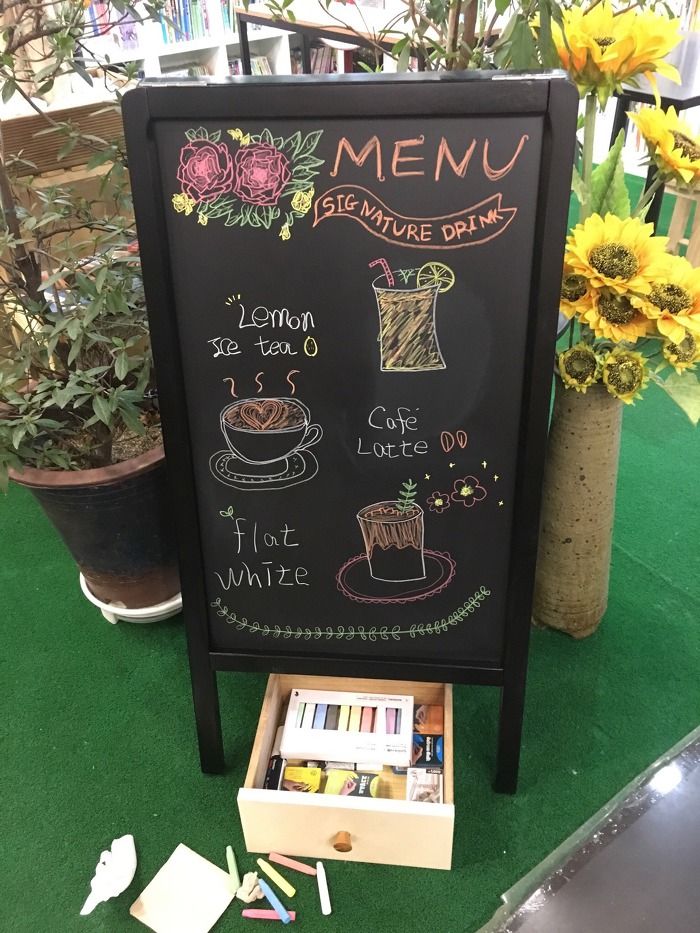 MENU
SIGNATURE DRINK
Lemon
Ice tea
Café
Latte
flat
white